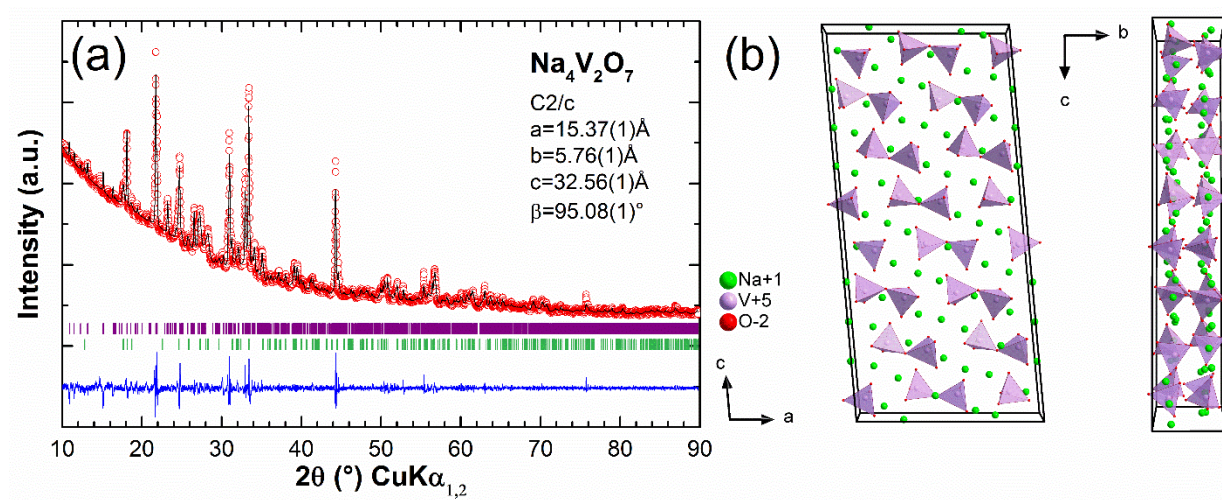 (a)
Na₄V₂O₇
C2/c
a=15.37(1)Å
b=5.76(1)Å
c=32.56(1)Å
β=95.08(1)°
Intensity (a.u.)
10 20 30 40 50 60 70 80 90
2θ (°) CuKα₁,₂
(b)
b
c
Na+1
V+5
O-2
c
a